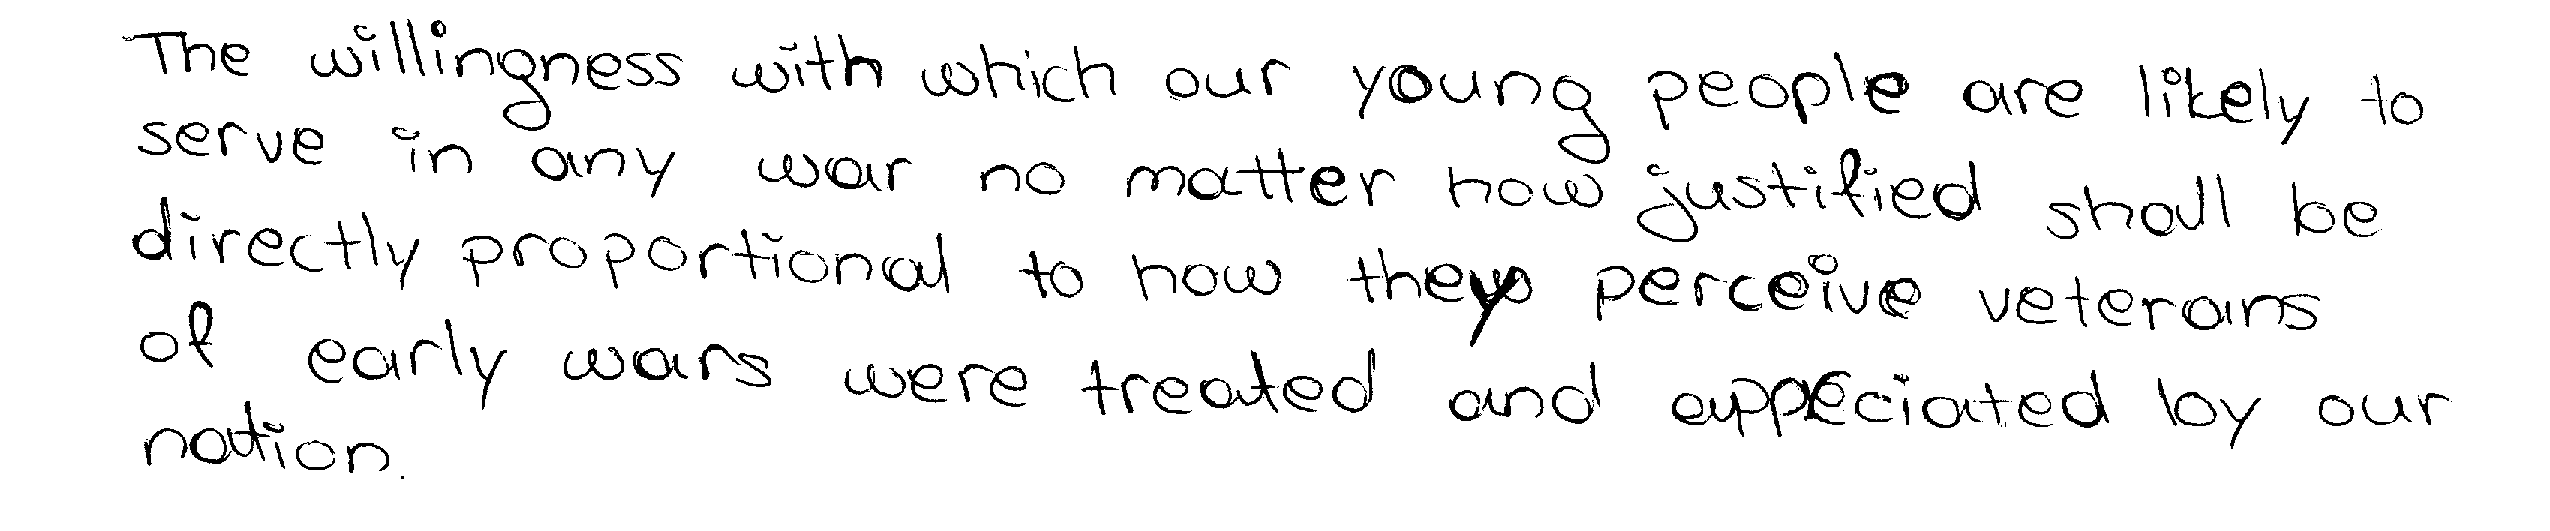 The willingness with which our young people are likely to
serve in any war no matter how justified shall be
directly proportional to how they perceive veterans
of early wars were treated and appreciated by our
nation.